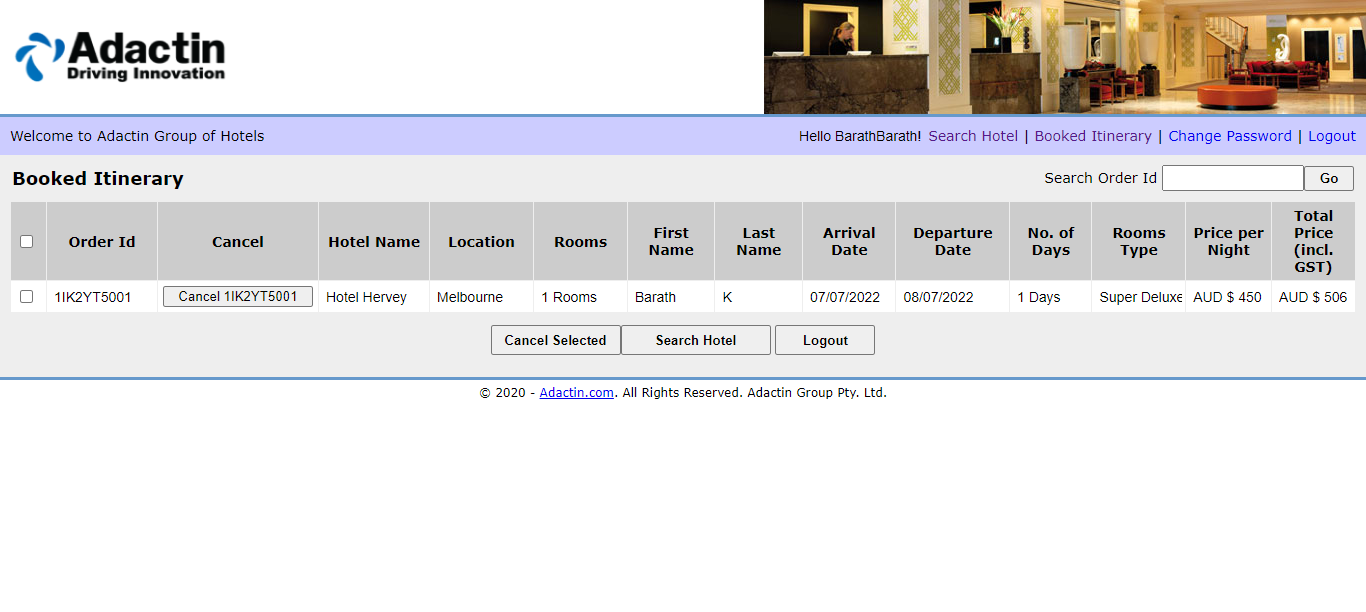 Adactin
Driving Innovation
Welcome to Adactin Group of Hotels
Hello BarathBarath! Search Hotel | Booked Itinerary | Change Password | Logout
Booked Itinerary
Search Order Id Go
Order Id Cancel Hotel Name Location Rooms First Name Last Name Arrival Date Departure Date No. of Days Rooms Type Price per Night Total Price (incl. GST)
1IK2YT5001 Cancel 1IK2YT5001 Hotel Hervey Melbourne 1 Rooms Barath K 07/07/2022 08/07/2022 1 Days Super Deluxe AUD $ 450 AUD $ 506
Cancel Selected Search Hotel Logout
© 2020 - Adactin.com. All Rights Reserved. Adactin Group Pty. Ltd.